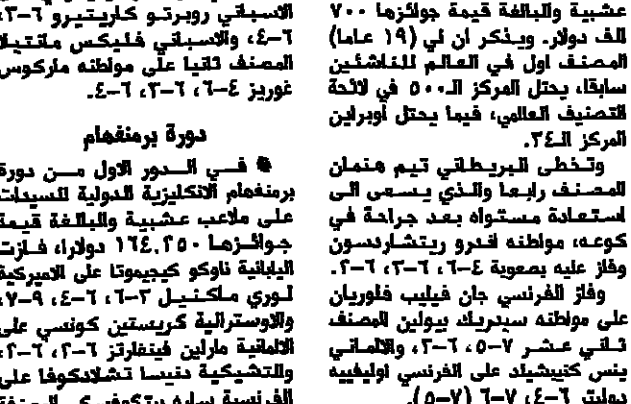 عشبية والبالغة قيمة جوائزها ٧٠٠
الف دولار. ويذكر ان لي (١٩ عاما)
المصنف اول في العالم للناشئين
سابقا، يحتل المركز الـ٥٠٠ في لائحة
التصنيف العالمي، فيما يحتل اوبراين
المركز الـ٣٤.
وتخطى البريطاني تيم هنمان
المصنف رابعا والذي يسعى الى
استعادة مستواه بعد جراحة في
كوعه، مواطنه اندرو ريتشاردسون
وفاز عليه بصعوبة ٤-٦، ٦-٣، ٦-٢.
وفاز الفرنسي جان فيليب فلوريان
على مواطنه سيدريك بيولين المصنف
ثاني عشر ٧-٥، ٦-٣، والالماني
ينس كنيبشيلد على الفرنسي اوليفييه
دولاتر ٦-٤، ٧-٦ (٧-٥).
الاسباني روبرتو كاريتيرو ٦-٣،
٦-٤، والاسباني فليكس مانتيلا
المصنف ثانيا على مواطنه ماركوس
غوريز ٤-٦، ٦-٣، ٦-٤.
دورة برمنغهام
في الدور الاول من دورة
برمنغهام الانكليزية الدولية للسيدات
على ملاعب عشبية والبالغة قيمة
جوائزها ١٦٤.٢٥٠ دولارا، فازت
اليابانية ناوكو كيجيموتا على الاميركية
لوري ماكنيل ٣-٦، ٦-٤، ٩-٧،
والاوسترالية كريستين كونسي على
الالمانية مارلين فينغارتز ٦-٢، ٦-٢،
والتشيكية دنيسا تشلادكوفا على
الفرنسية